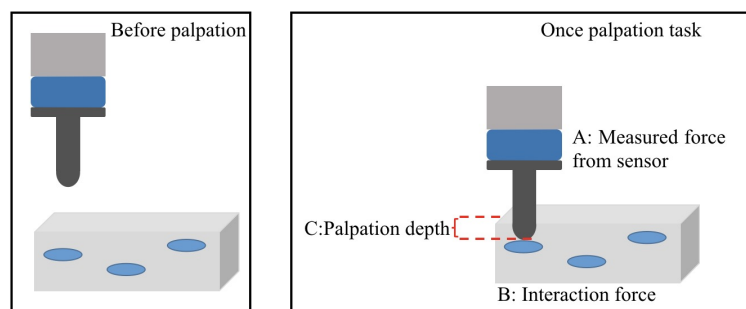 Before palpation
Once palpation task
A: Measured force
from sensor
C:Palpation depth
B: Interaction force